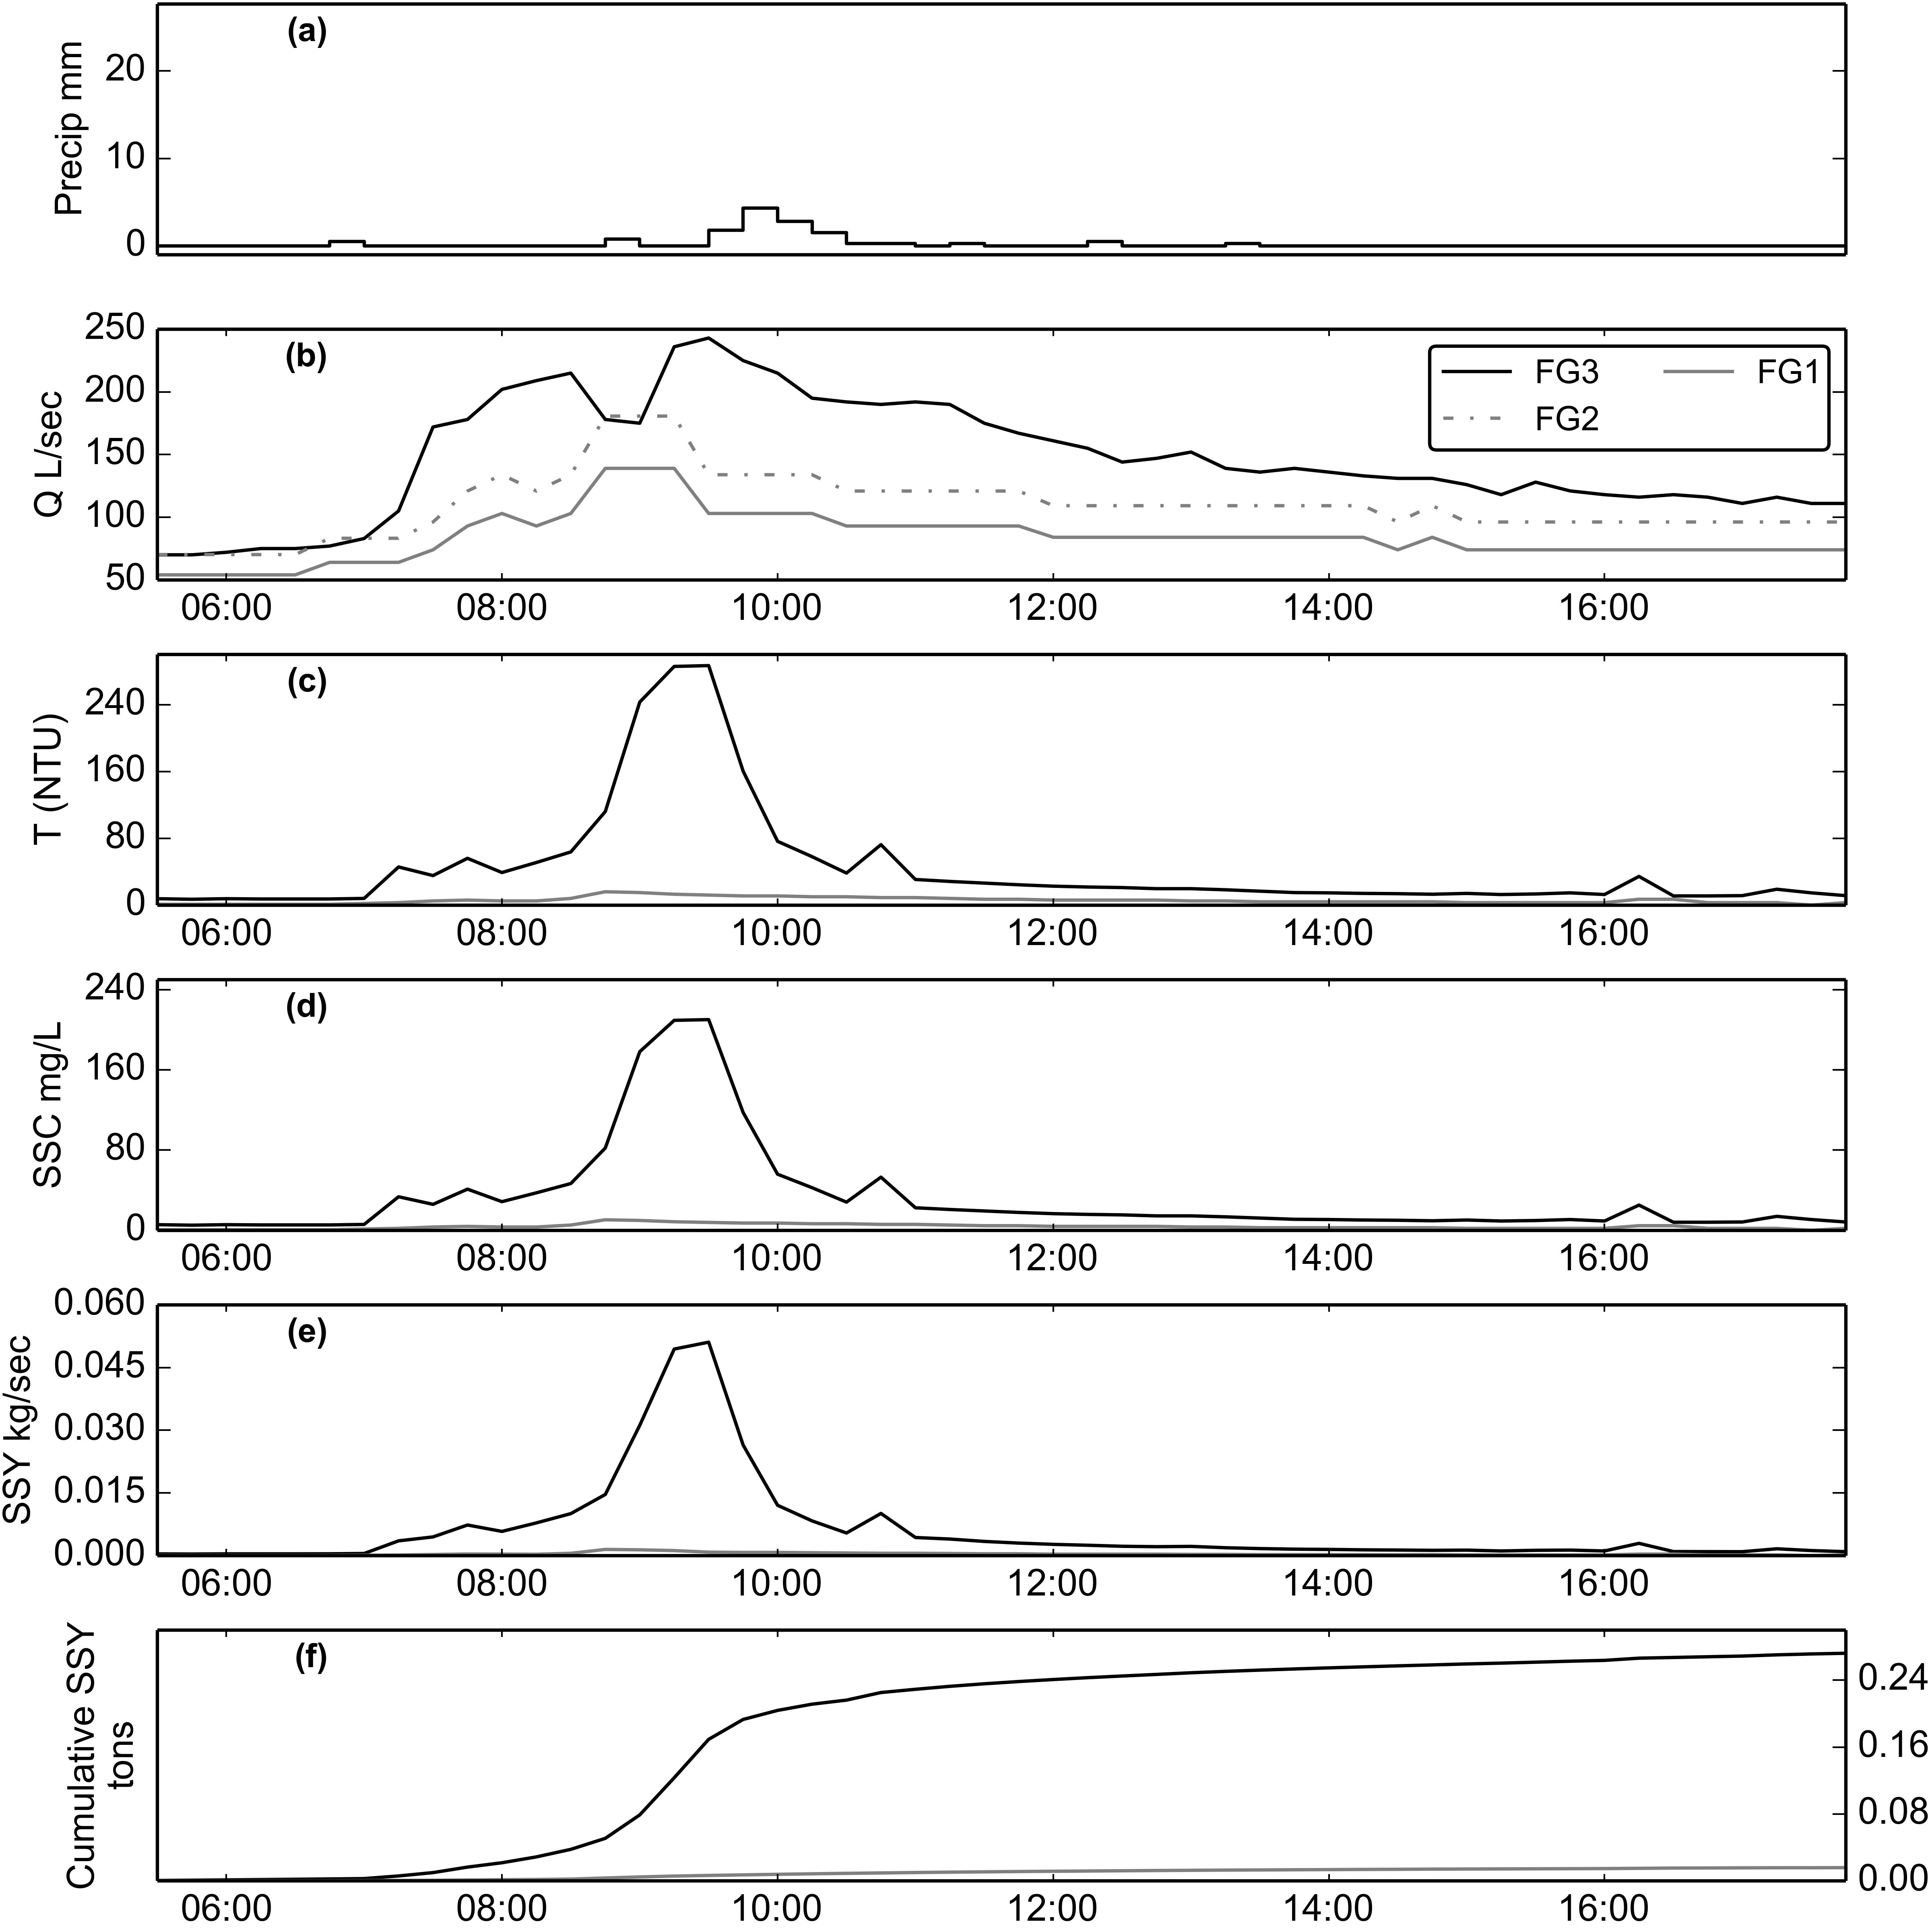 (a)
Precip mm
20
10
0
(b)
Q L/sec
250
200
150
100
50
FG3 FG1
FG2
06:00 08:00 10:00 12:00 14:00 16:00
(c)
T (NTU)
240
160
80
0
06:00 08:00 10:00 12:00 14:00 16:00
(d)
SSC mg/L
240
160
80
0
06:00 08:00 10:00 12:00 14:00 16:00
(e)
SSY kg/sec
0.060
0.045
0.030
0.015
0.000
06:00 08:00 10:00 12:00 14:00 16:00
(f)
Cumulative SSY
tons
0.24
0.16
0.08
0.00
06:00 08:00 10:00 12:00 14:00 16:00